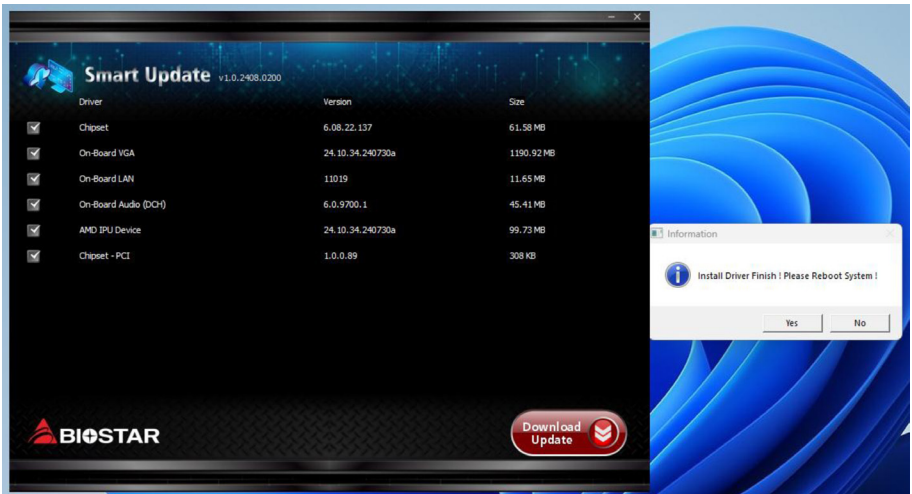 Smart Update v1.0.2408.0200
Driver Version Size
Chipset 6.08.22.137 61.58 MB
On-Board VGA 24.10.34.240730a 1190.92 MB
On-Board LAN 11019 11.65 MB
On-Board Audio (DCH) 6.0.9700.1 45.41 MB
AMD IPU Device 24.10.34.240730a 99.73 MB
Chipset - PCI 1.0.0.89 308 KB
Information
Install Driver Finish ! Please Reboot System !
Yes No
BIOSTAR
Download
Update